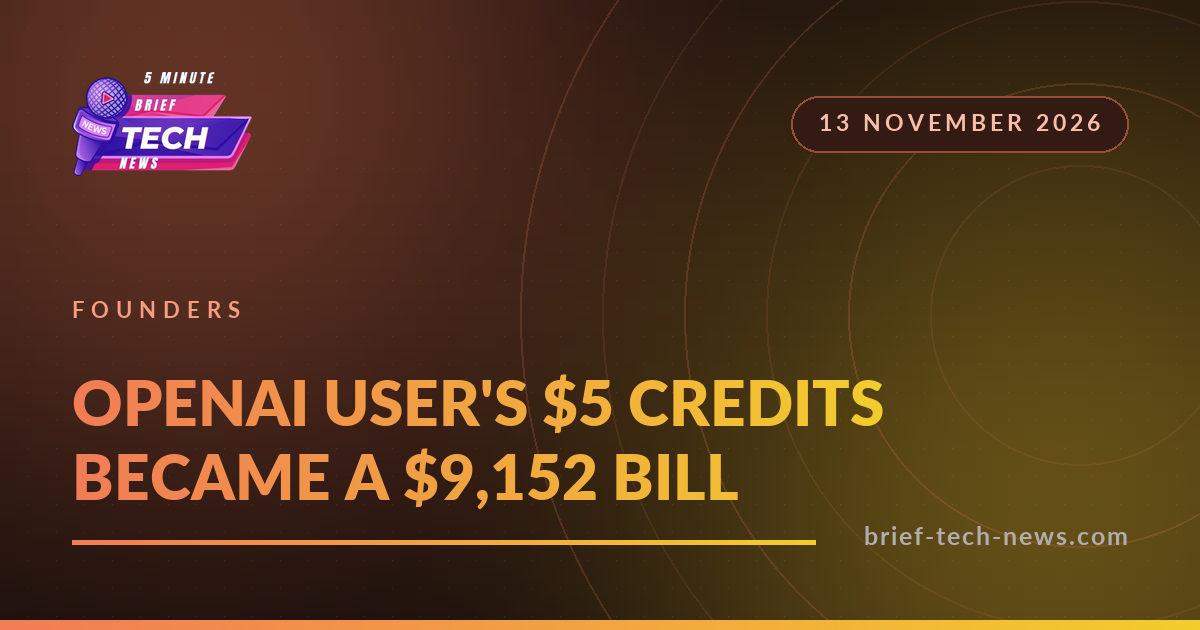 5 MINUTE
BRIEF
NEWS
TECH
NEWS
13 NOVEMBER 2026
FOUNDERS
OPENAI USER'S $5 CREDITS
BECAME A $9,152 BILL
brief-tech-news.com